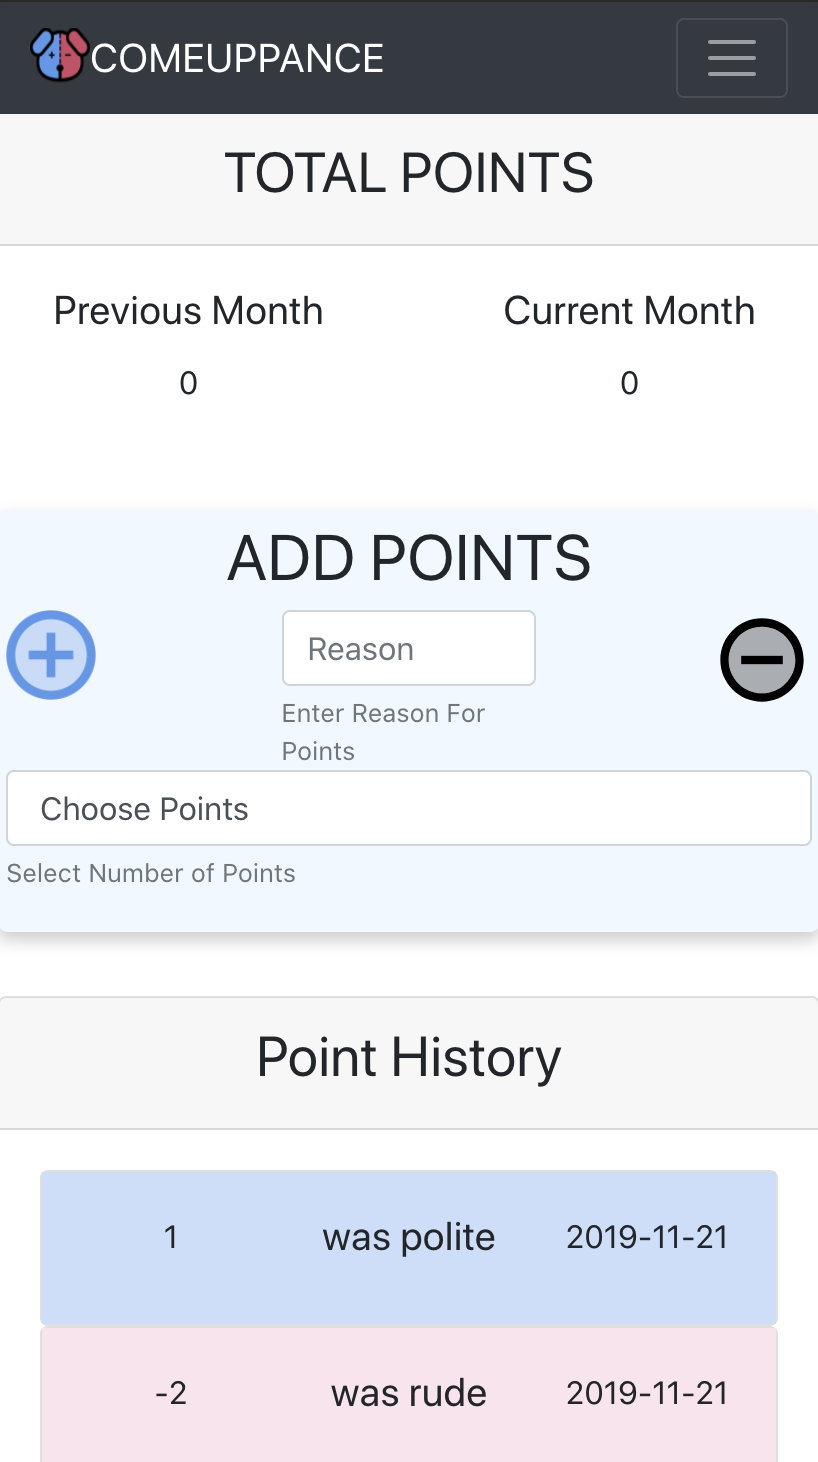 COMEUPPANCE
TOTAL POINTS
Previous Month
Current Month
0
0
ADD POINTS
Reason
Enter Reason For
Points
Choose Points
Select Number of Points
Point History
1 was polite 2019-11-21
-2 was rude 2019-11-21